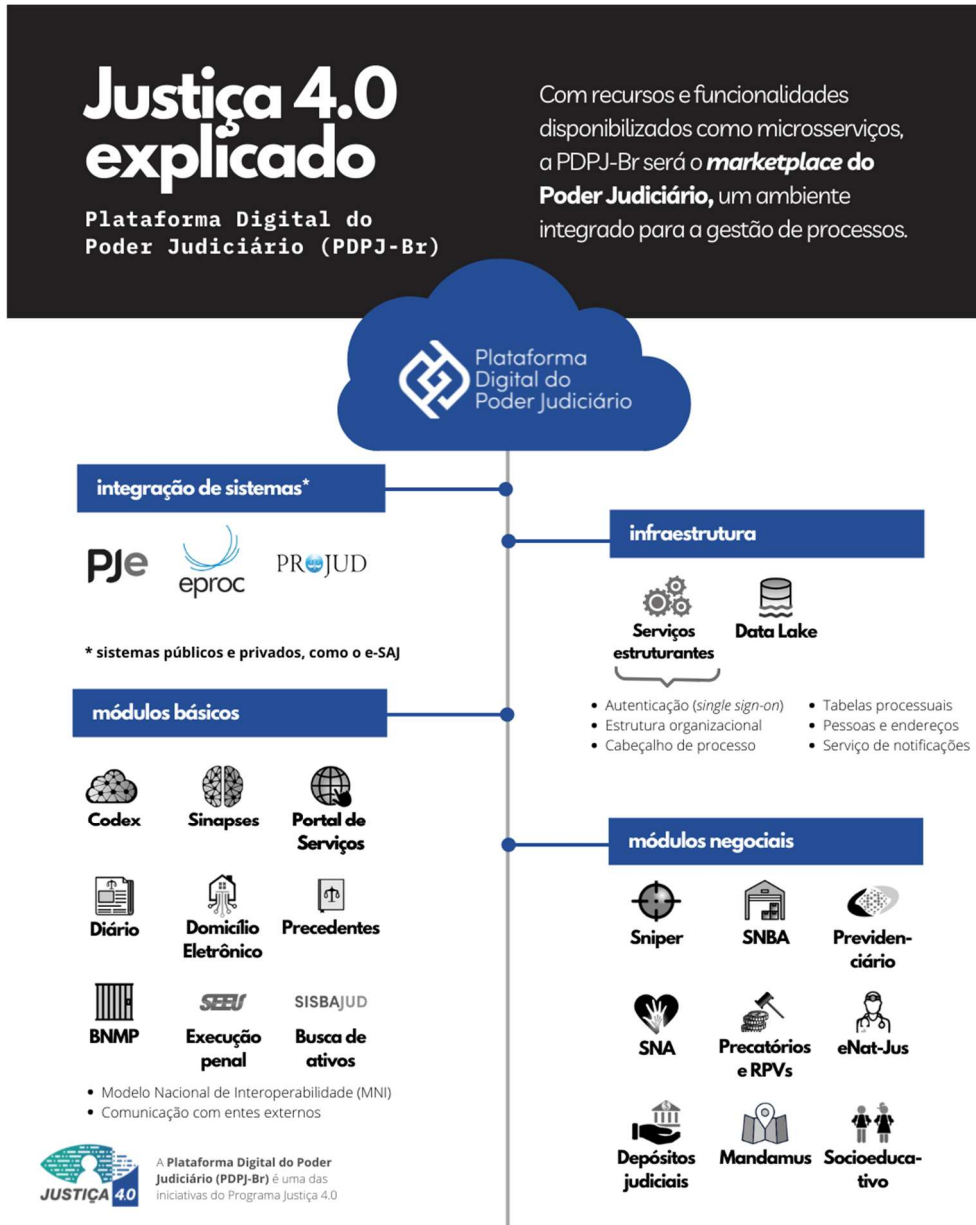 Justiça 4.0
explicado
Plataforma Digital do
Poder Judiciário (PDPJ-Br)
Com recursos e funcionalidades
disponibilizados como microsserviços,
a PDPJ-Br será o marketplace do
Poder Judiciário, um ambiente
integrado para a gestão de processos.
Plataforma
Digital do
Poder Judiciário
integração de sistemas*
PJe
eproc
PROJUD
* sistemas públicos e privados, como o e-SAJ
infraestrutura
Serviços
estruturantes
Data Lake
• Autenticação (single sign-on)
• Estrutura organizacional
• Cabeçalho de processo
• Tabelas processuais
• Pessoas e endereços
• Serviço de notificações
módulos básicos
Codex
Sinapses
Portal de
Serviços
Diário
Domicílio
Eletrônico
Precedentes
BNMP
SEEU
Execução
penal
SISBAJUD
Busca de
ativos
• Modelo Nacional de Interoperabilidade (MNI)
• Comunicação com entes externos
módulos negociais
Sniper
SNBA
Previden-
ciário
SNA
Precatórios
e RPVs
eNat-Jus
Depósitos
judiciais
Mandamus
Socioeduca-
tivo
JUSTIÇA 4.0
A Plataforma Digital do Poder
Judiciário (PDPJ-Br) é uma das
iniciativas do Programa Justiça 4.0